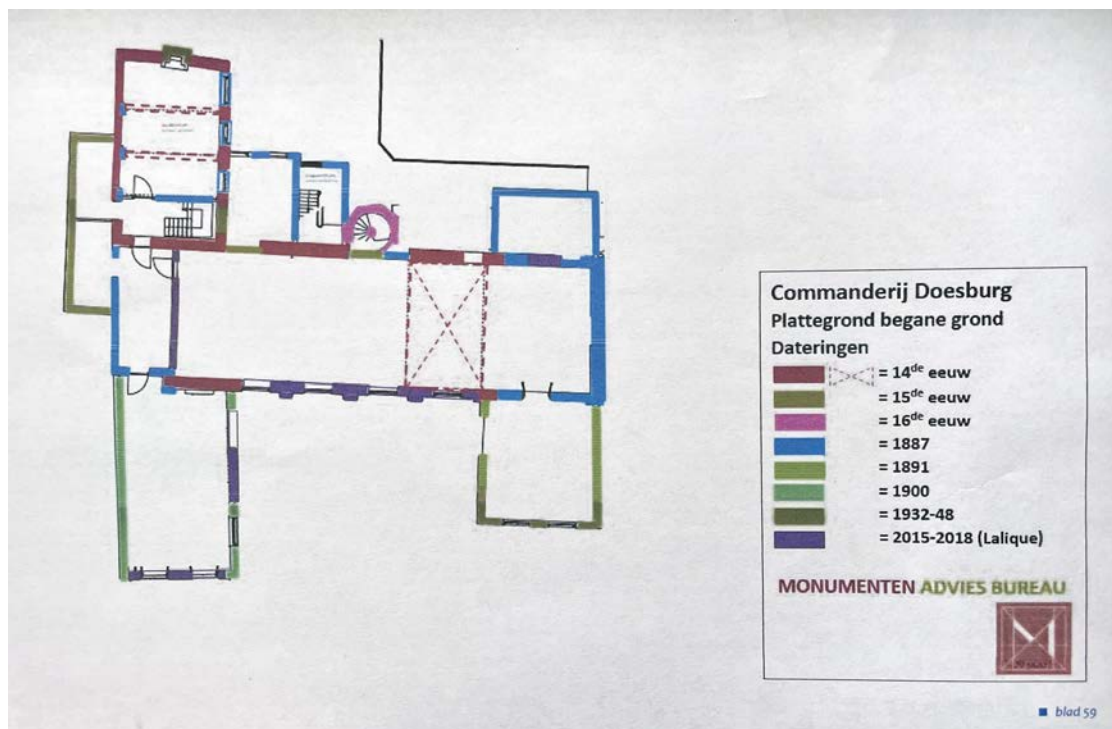 Commanderij Doesburg
Plattegrond begane grond
Dateringen
= 14de eeuw
= 15de eeuw
= 16de eeuw
= 1887
= 1891
= 1900
= 1932-48
= 2015-2018 (Lalique)
MONUMENTEN ADVIES BUREAU
blad 59